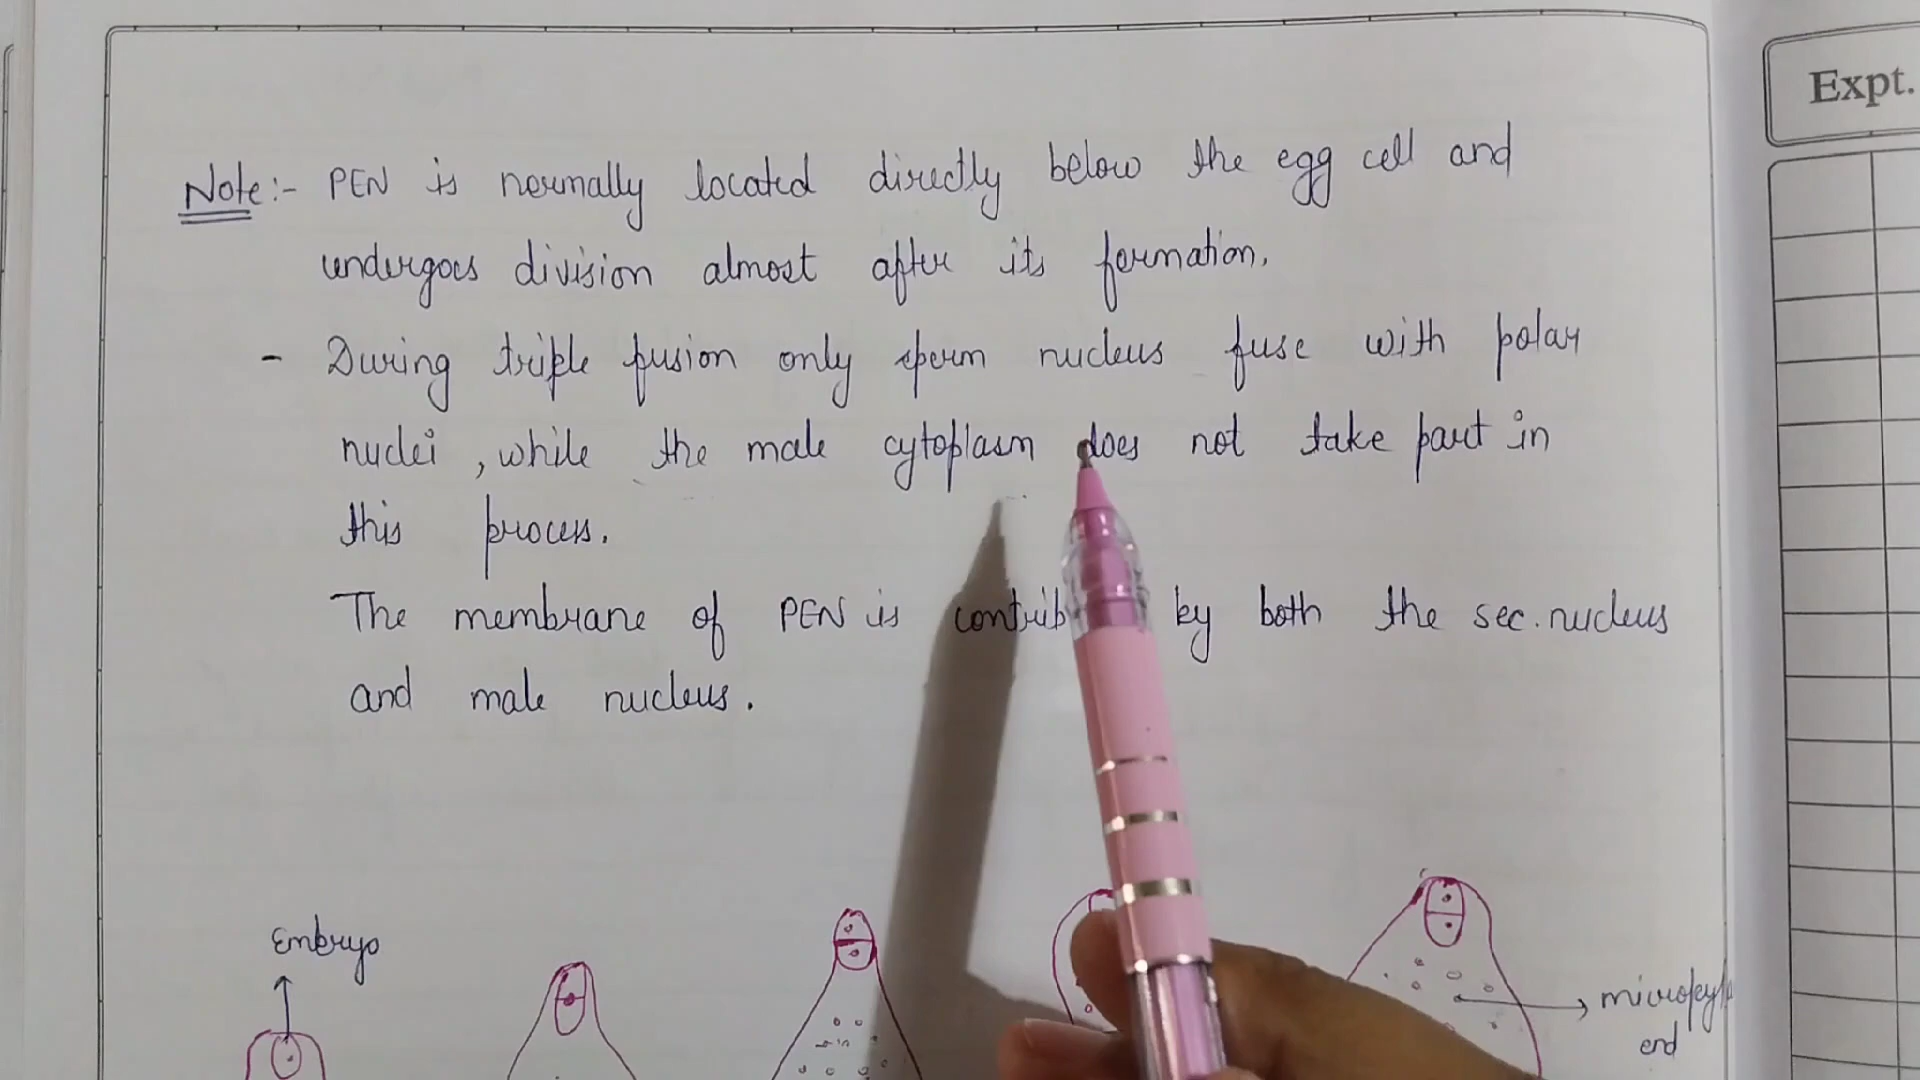 Expt.
Note:- PEN is normally located directly below the egg cell and
undergoes division almost after its formation.
- During triple fusion only sperm nucleus fuse with polar
nuclei, while the male cytoplasm does not take part in
this process.
The membrane of PEN is by both the sec. nucleus
and male nucleus.
Embryo
end